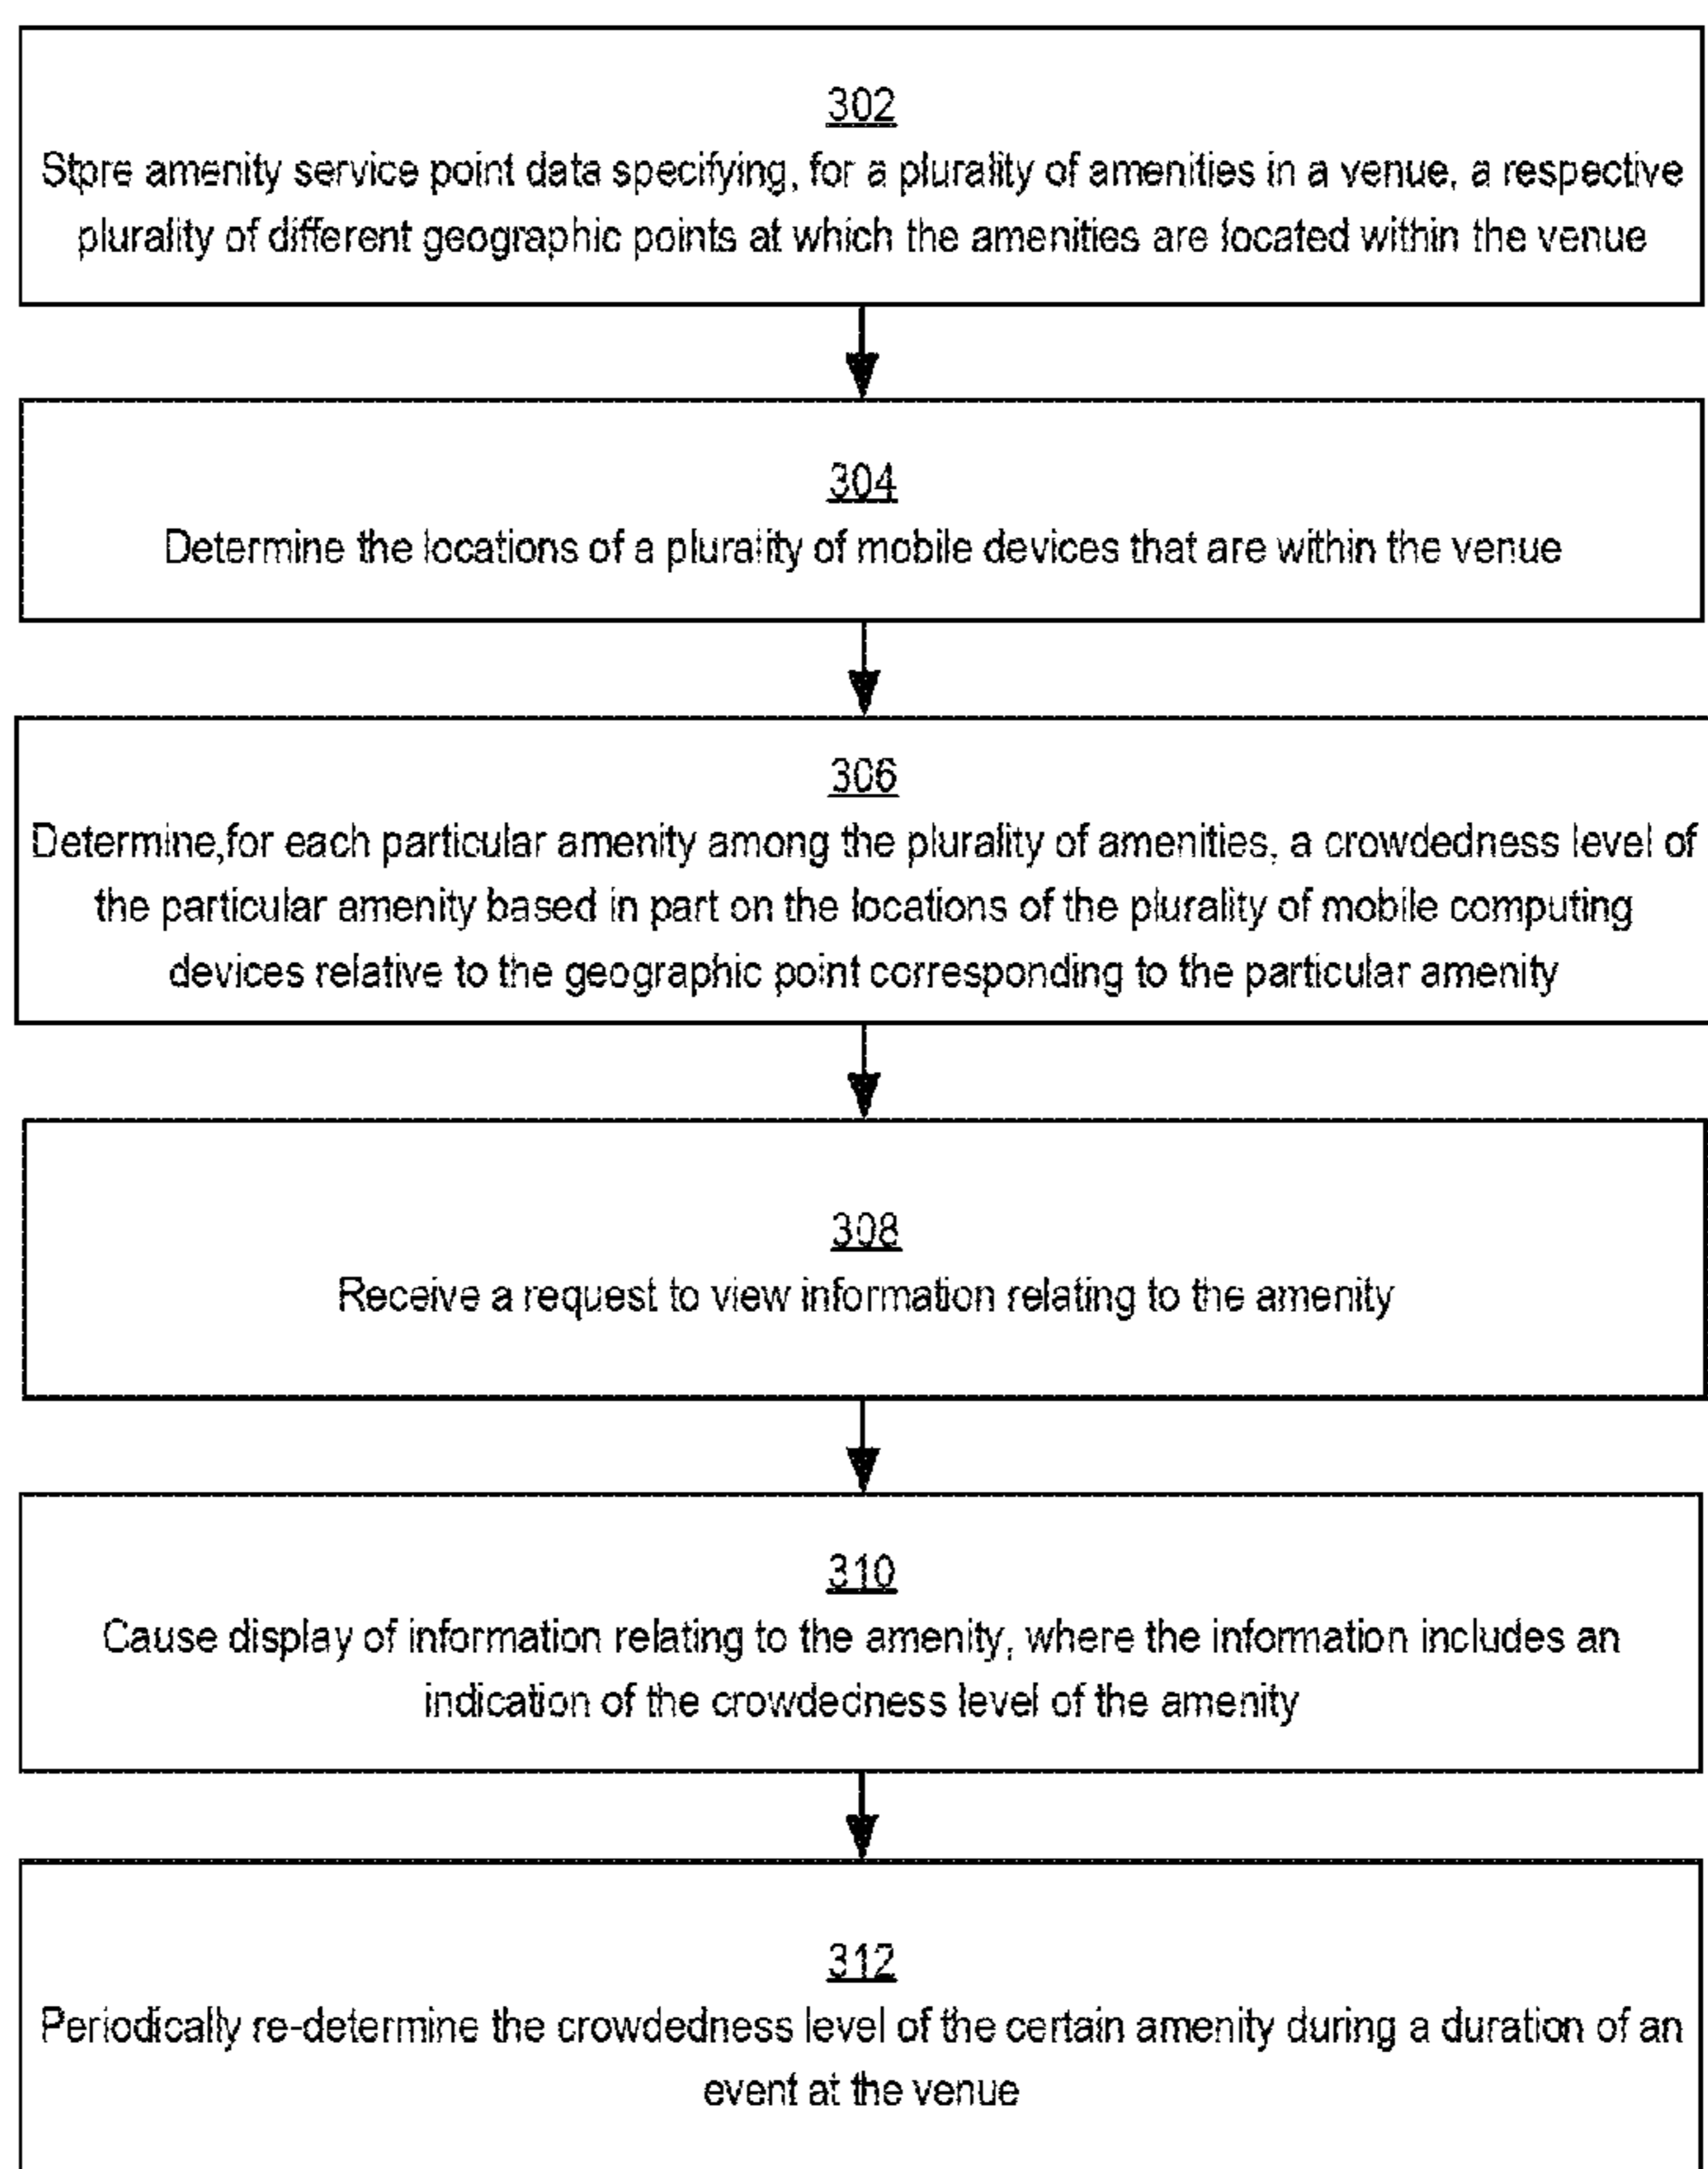 302
Store amenity service point data specifying, for a plurality of amenities in a venue, a respective
plurality of different geographic points at which the amenities are located within the venue
304
Determine the locations of a plurality of mobile devices that are within the venue
306
Determine,for each particular amenity among the plurality of amenities, a crowdedness level of
the particular amenity based in part on the locations of the plurality of mobile computing
devices relative to the geographic point corresponding to the particular amenity
308
Receive a request to view information relating to the amenity
310
Cause display of information relating to the amenity, where the information includes an
indication of the crowdedness level of the amenity
312
Periodically re-determine the crowdedness level of the certain amenity during a duration of an
event at the venue